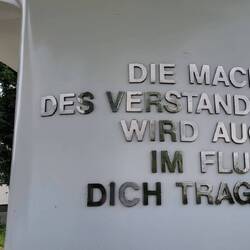 DIE MAC
DES VERSTAND
WIRD AU
IM FLU
DICH TRAG